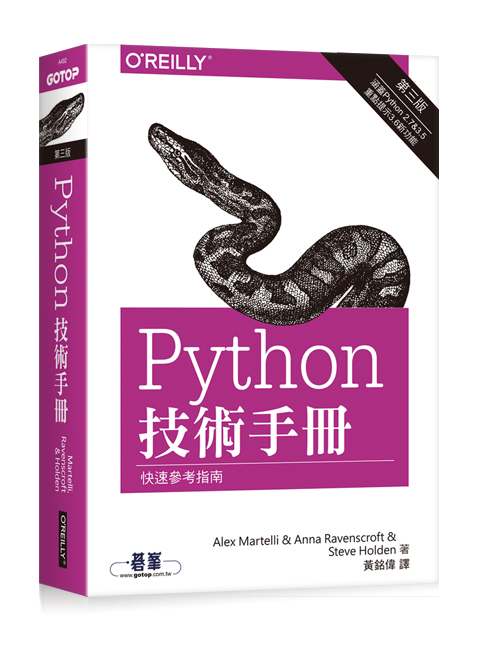 A482
GOTOP
第三版
Python 技術手冊
Martelli,
Ravenscroft
& Holden
O'REILLY®
O'REILLY®
第三版
涵蓋Python 2.7&3.5
重點提示3.6新功能
Python
技術手冊
快速參考指南
Alex Martelli & Anna Ravenscroft &
Steve Holden 著
黃銘偉 譯
碁峯
www.gotop.com.tw